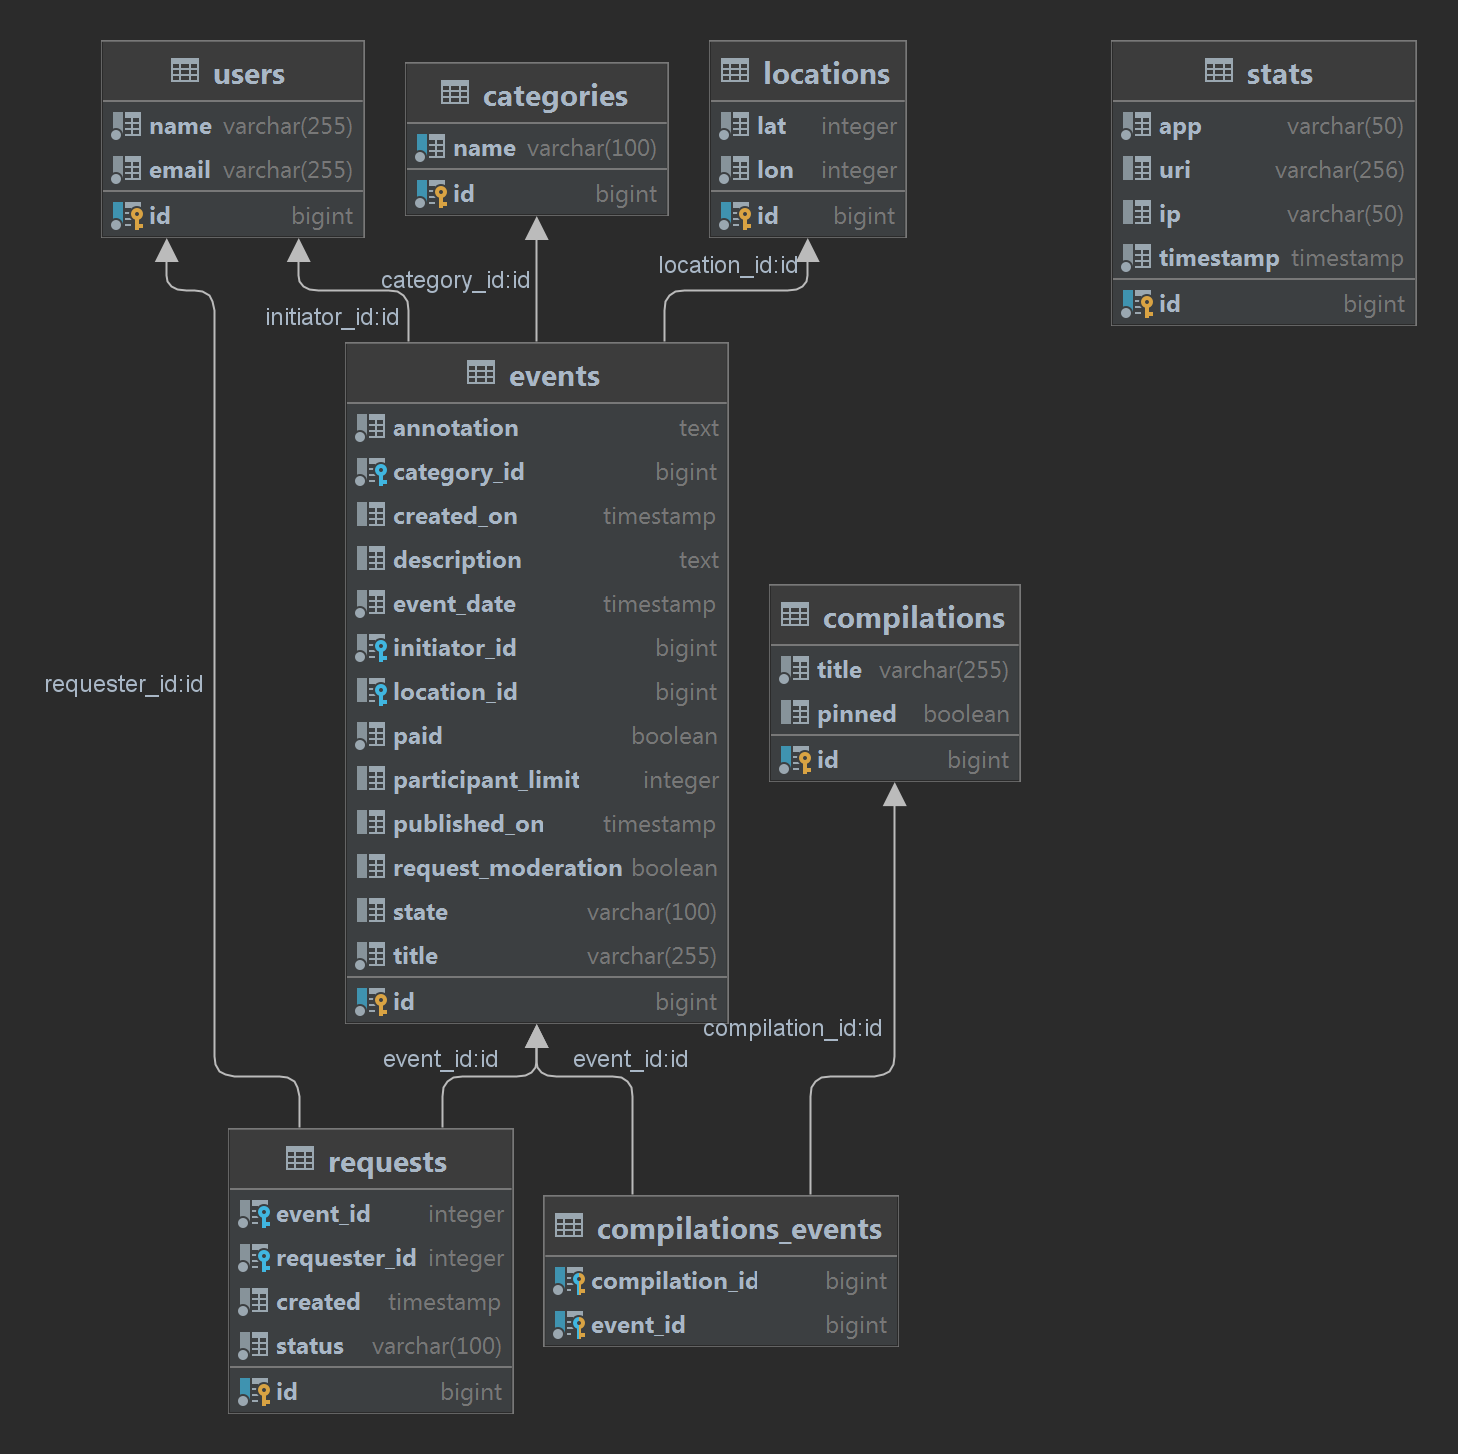 users
name varchar(255)
email varchar(255)
id bigint
categories
name varchar(100)
id bigint
locations
lat integer
lon integer
id bigint
stats
app varchar(50)
uri varchar(256)
ip varchar(50)
timestamp timestamp
id bigint
location_id:id
category_id:id
initiator_id:id
events
annotation text
category_id bigint
created_on timestamp
description text
event_date timestamp
initiator_id bigint
location_id bigint
paid boolean
participant_limit integer
published_on timestamp
request_moderation boolean
state varchar(100)
title varchar(255)
id bigint
compilations
title varchar(255)
pinned boolean
id bigint
requester_id:id
compilation_id:id
event_id:id
event_id:id
requests
event_id integer
requester_id integer
created timestamp
status varchar(100)
id bigint
compilations_events
compilation_id bigint
event_id bigint